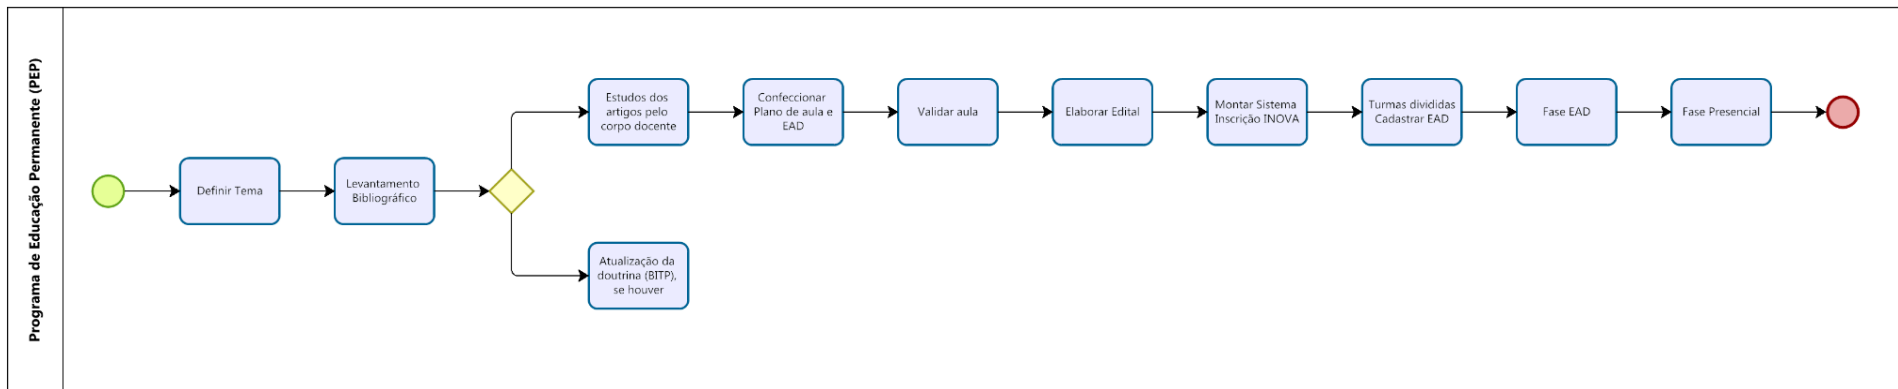 Programa de Educação Permanente (PEP)
Definir Tema
Levantamento
Bibliográfico
Estudos dos
artigos pelo
corpo docente
Confeccionar
Plano de aula e
EAD
Validar aula
Elaborar Edital
Montar Sistema
Inscrição INOVA
Turmas divididas
Cadastrar EAD
Fase EAD
Fase Presencial
Atualização da
doutrina (BITP),
se houver